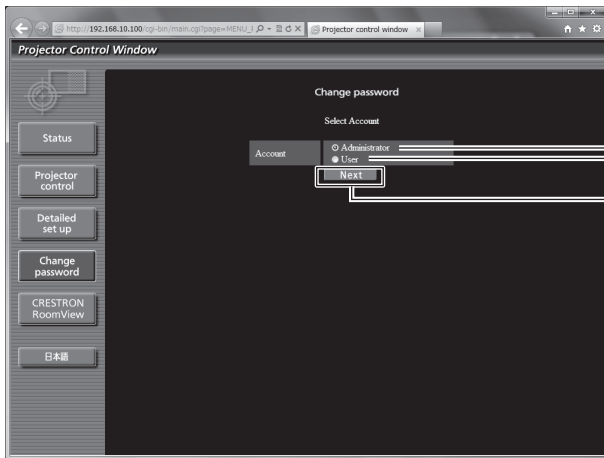 http://192.168.10.100/cgi-bin/main.cgi?page=MENU_
Projector control window
Projector Control Window
Change password
Select Account
Account
Administrator
User
Next
Status
Projector
control
Detailed
set up
Change
password
CRESTRON
RoomView
日本語